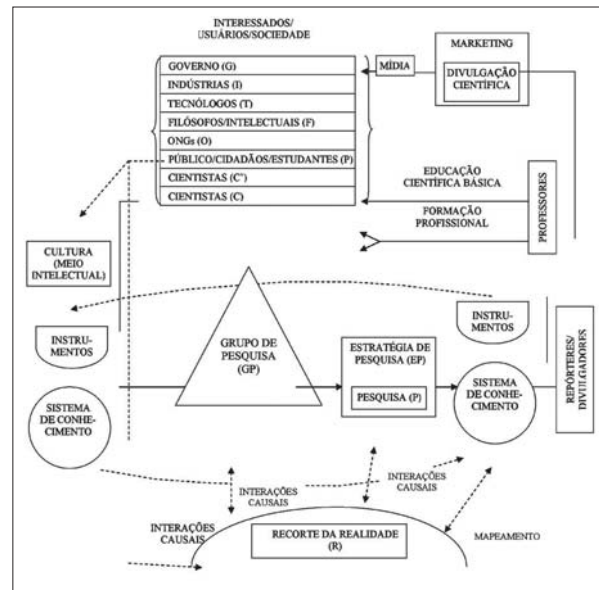 INTERESSADOS/
USUÁRIOS/SOCIEDADE
GOVERNO (G)
INDÚSTRIAS (I)
TECNÓLOGOS (T)
FILÓSOFOS/INTELECTUAIS (F)
ONGs (O)
PÚBLICO/CIDADÃOS/ESTUDANTES (P)
CIENTISTAS (C')
CIENTISTAS (C)
MÍDIA
MARKETING
DIVULGAÇÃO
CIENTÍFICA
EDUCAÇÃO
CIENTÍFICA BÁSICA
FORMAÇÃO
PROFISSIONAL
PROFESSORES
CULTURA
(MEIO
INTELECTUAL)
INSTRU-
MENTOS
SISTEMA
DE CONHE-
CIMENTO
GRUPO DE
PESQUISA
(GP)
ESTRATÉGIA DE
PESQUISA (EP)
PESQUISA (P)
INSTRU-
MENTOS
SISTEMA
DE CONHE-
CIMENTO
REPÓRTERES/
DIVULGADORES
INTERAÇÕES
CAUSAIS
INTERAÇÕES
CAUSAIS
INTERAÇÕES
CAUSAIS
RECORTE DA REALIDADE
(R)
MAPEAMENTO